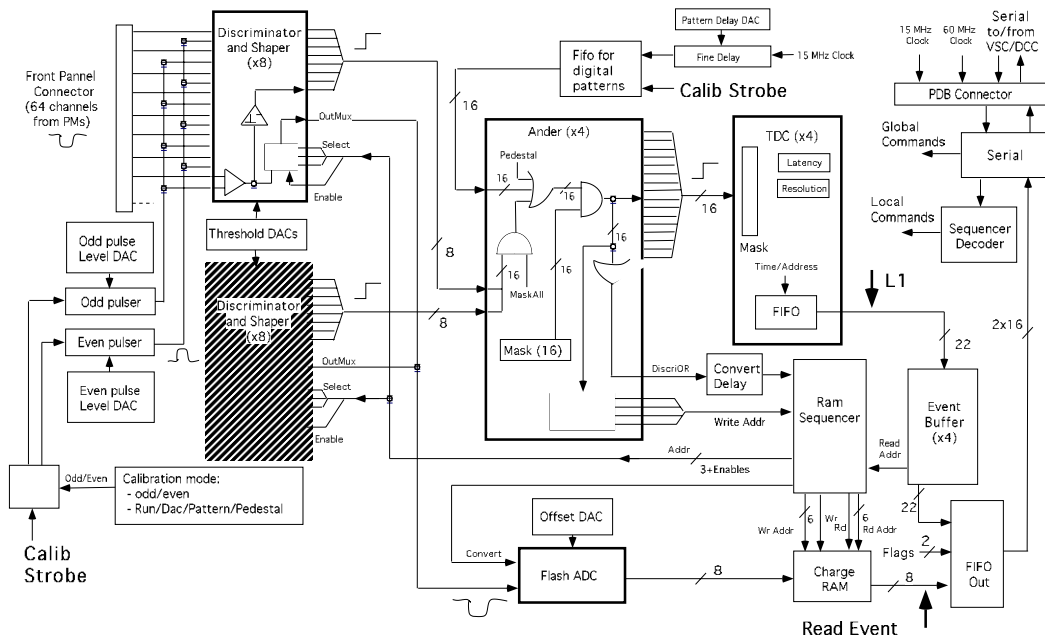 Discriminator
and Shaper
(x8)
Front Pannel
Connector
(64 channels
from PMs)
OutMux
Select
Enable
Odd pulse
Level DAC
Threshold DACs
Odd pulser
Even pulser
Even pulse
Level DAC
Discriminator
and Shaper
(x8)
OutMux
Select
Enable
Odd/Even
Calibration mode:
- odd/even
- Run/Dac/Pattern/Pedestal
Calib
Strobe
Pattern Delay DAC
Fine Delay
15 MHz Clock
Fifo for
digital
patterns
Calib Strobe
16
8
8
Ander (x4)
Pedestal
16
16
16
16
16
MaskAll
Mask (16)
16
TDC (x4)
Latency
Resolution
Mask
Time/Address
FIFO
L1
22
DiscriOR
Convert
Delay
Write Addr
Ram
Sequencer
Addr
3+Enables
Read
Addr
Event
Buffer
(x4)
22
Offset DAC
Convert
Flash ADC
8
6
Wr Addr
Wr
Rd
6
Rd Addr
Charge
RAM
8
Flags
2
FIFO
Out
Read Event
2x16
15 MHz
Clock
60 MHz
Clock
Serial
to/from
VSC/DCC
PDB Connector
Global
Commands
Serial
Local
Commands
Sequencer
Decoder